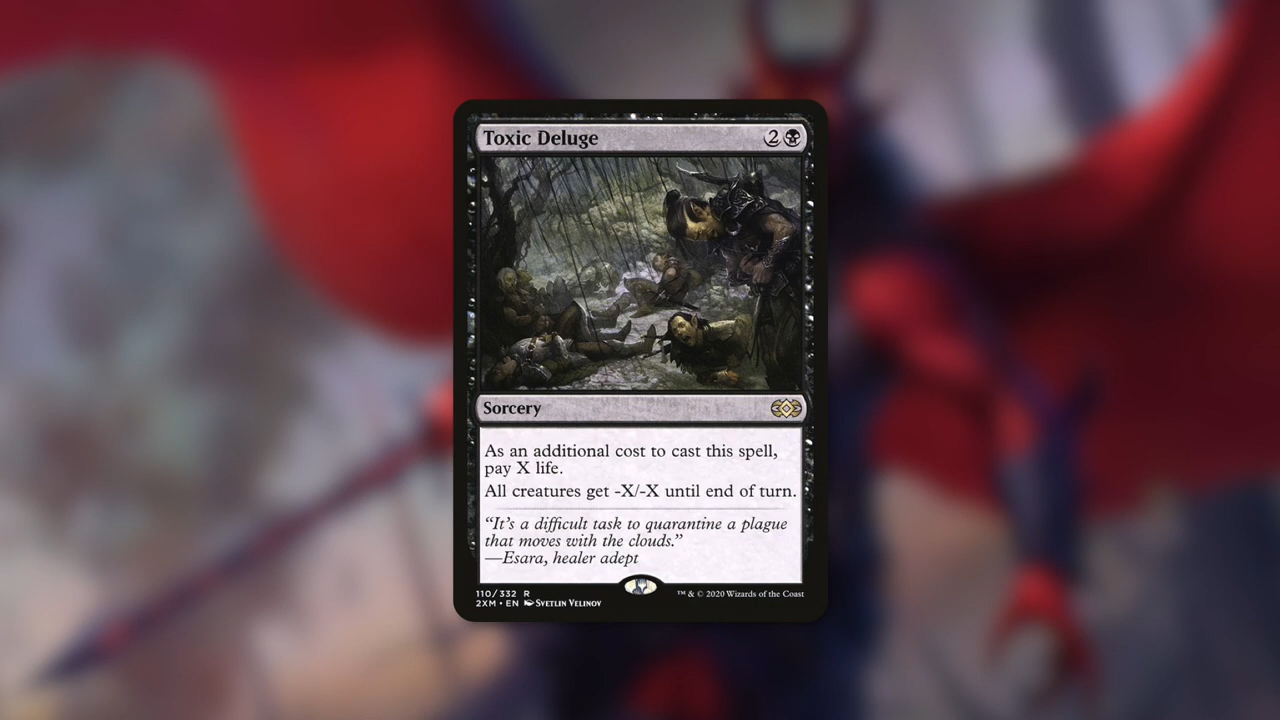 Toxic Deluge 2
Sorcery
As an additional cost to cast this spell,
pay X life.
All creatures get -X/-X until end of turn.
“It’s a difficult task to quarantine a plague
that moves with the clouds.”
—Esara, healer adept
110/332 R
2XM • EN Svetlin Velinov
™ & © 2020 Wizards of the Coast